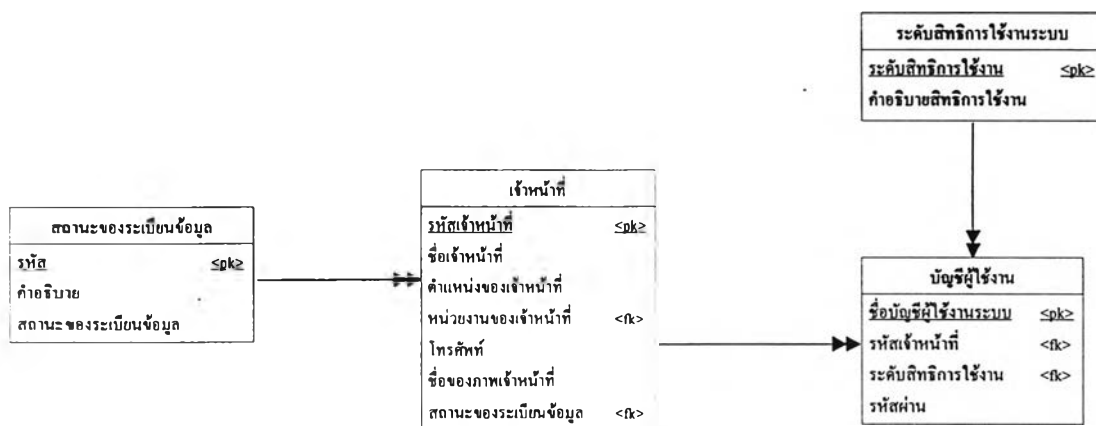 ระดับสิทธิการใช้งานระบบ
ระดับสิทธิการใช้งาน <pk>
คำอธิบายสิทธิการใช้งาน
เจ้าหน้าที่
รหัสเจ้าหน้าที่ <pk>
ชื่อเจ้าหน้าที่
ตำแหน่งของเจ้าหน้าที่
หน่วยงานของเจ้าหน้าที่ <fk>
โทรศัพท์
ชื่อของภาพเจ้าหน้าที่
สถานะของระเบียนข้อมูล <fk>
สถานะของระเบียนข้อมูล
รหัส <pk>
คำอธิบาย
สถานะของระเบียนข้อมูล
บัญชีผู้ใช้งาน
ชื่อบัญชีผู้ใช้งานระบบ <pk>
รหัสเจ้าหน้าที่ <fk>
ระดับสิทธิการใช้งาน <fk>
รหัสผ่าน